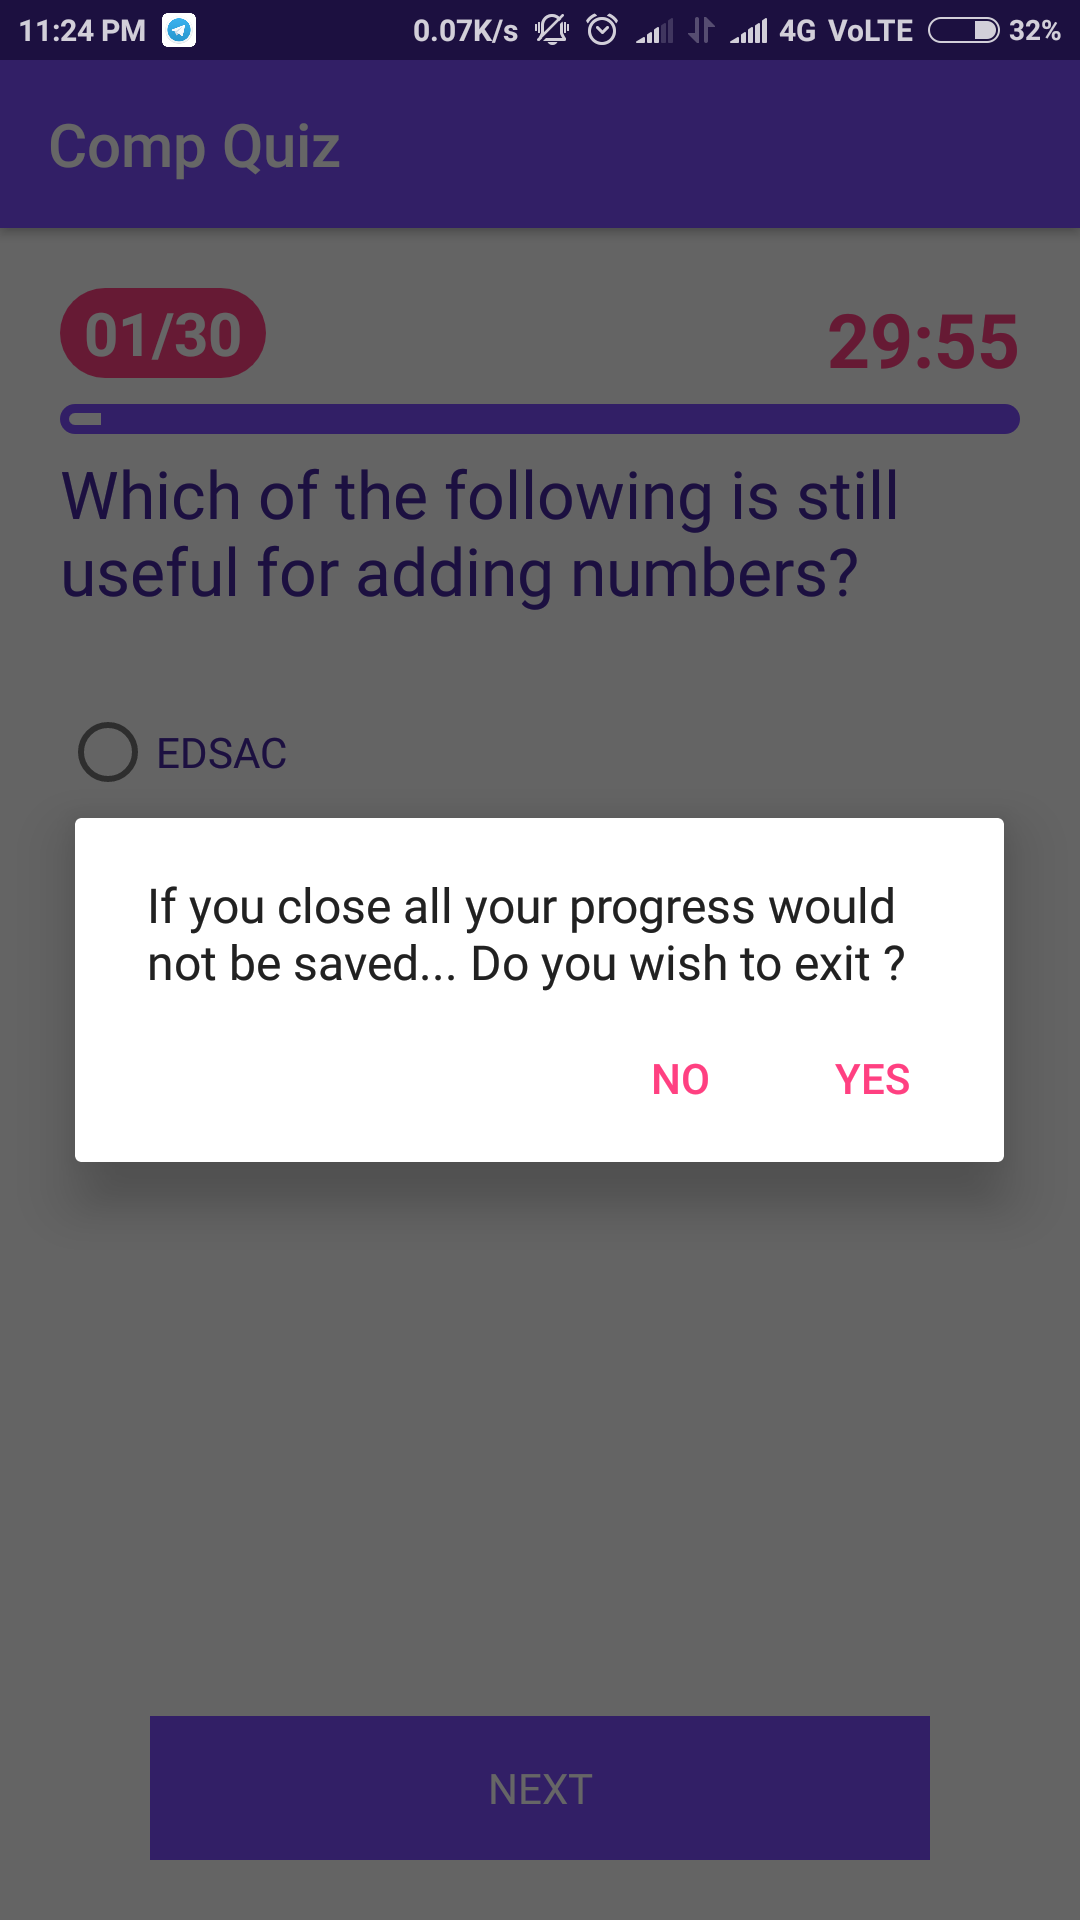 11:24 PM 0.07K/s 4G VoLTE 32%
Comp Quiz
01/30 29:55
Which of the following is still
useful for adding numbers?
EDSAC
If you close all your progress would
not be saved... Do you wish to exit ?
NO YES
NEXT